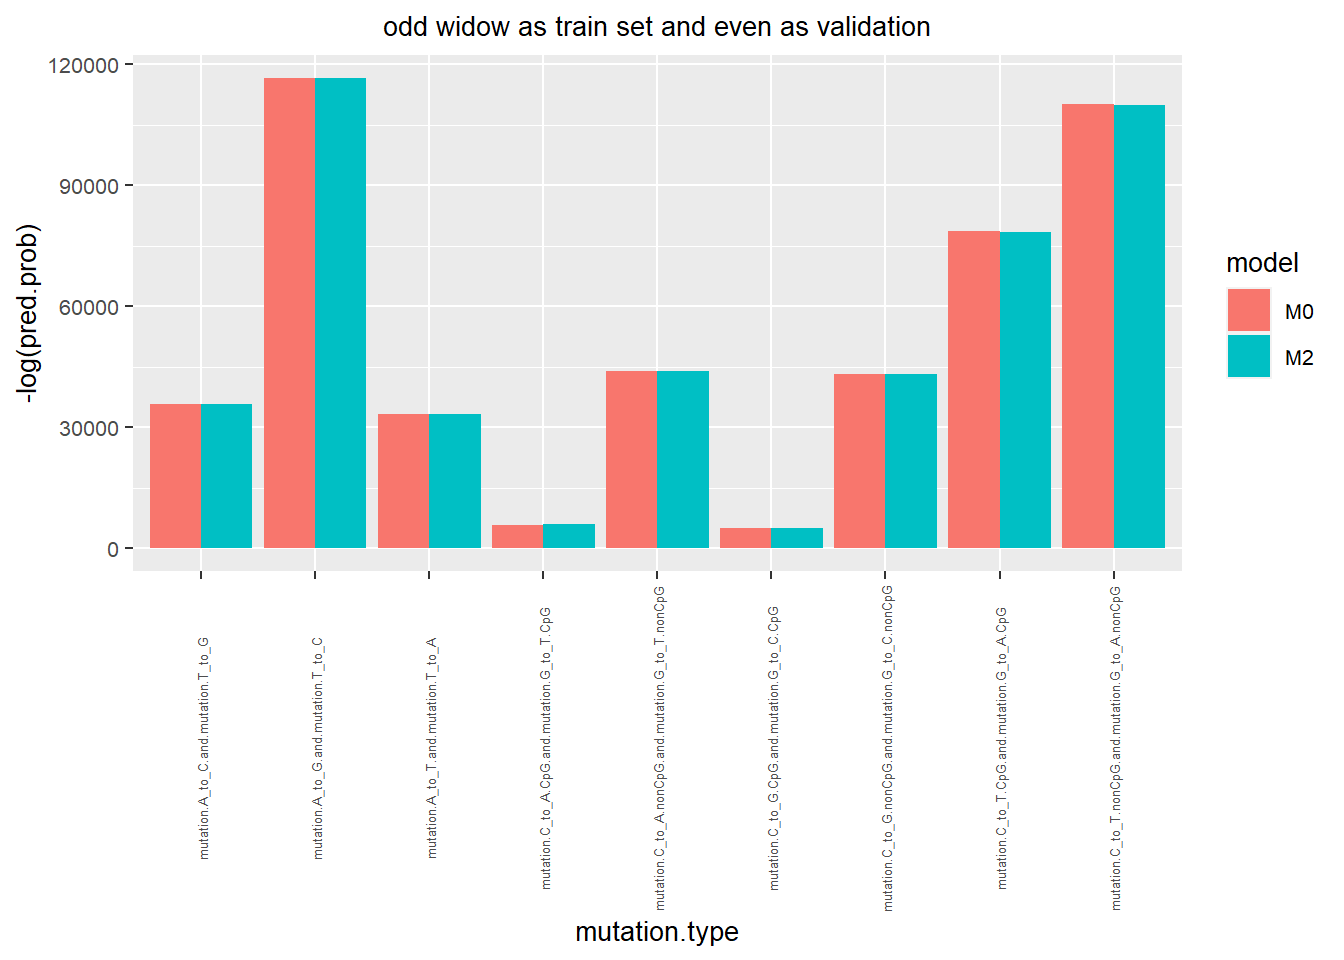 odd widow as train set and even as validation
120000
90000
60000
30000
0
-log(pred.prob)
mutation.A_to_C.and.mutation.T_to_G
mutation.A_to_G.and.mutation.T_to_C
mutation.A_to_T.and.mutation.T_to_A
mutation.C_to_A.CpG.and.mutation.G_to_T.CpG
mutation.C_to_A.nonCpG.and.mutation.G_to_T.nonCpG
mutation.C_to_G.CpG.and.mutation.G_to_C.CpG
mutation.C_to_G.nonCpG.and.mutation.G_to_C.nonCpG
mutation.C_to_T.CpG.and.mutation.G_to_A.CpG
mutation.C_to_T.nonCpG.and.mutation.G_to_A.nonCpG
mutation.type
model
M0
M2